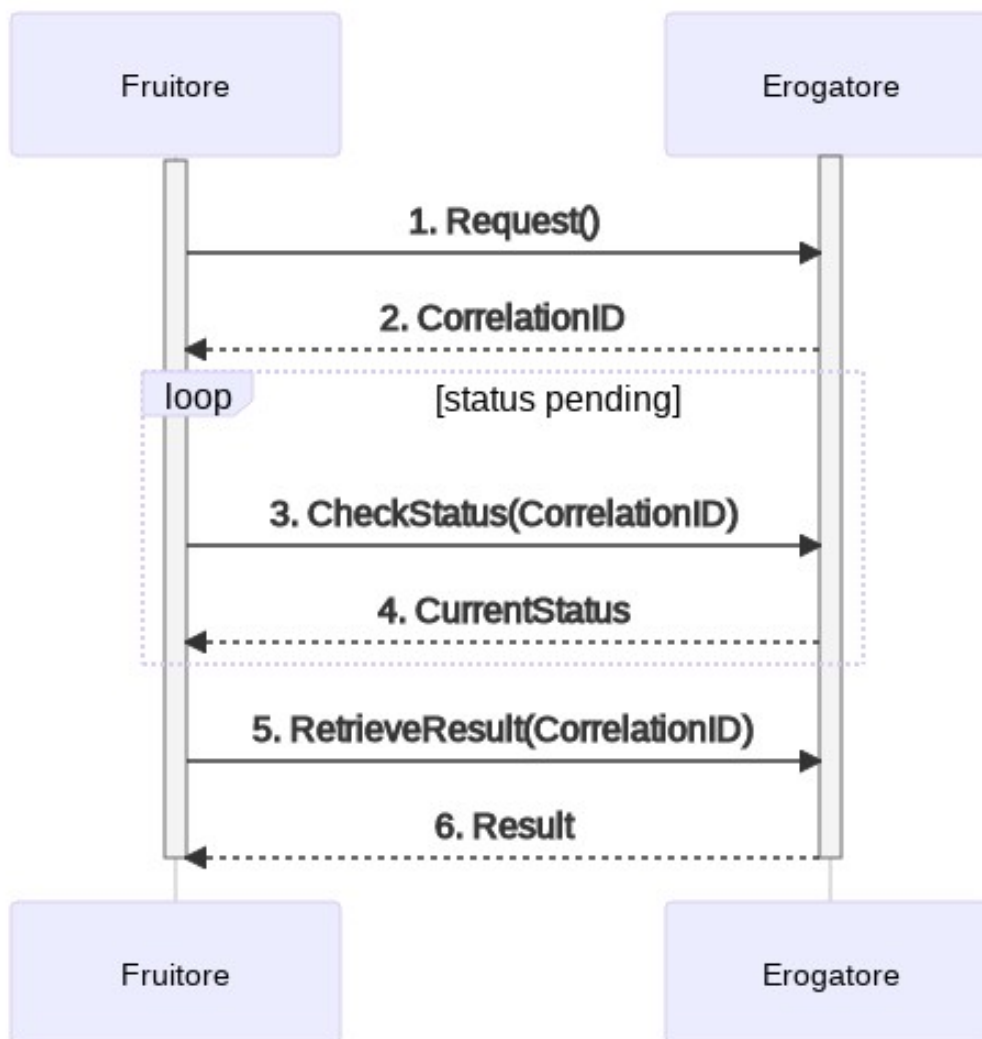 Fruitore
Erogatore
1. Request()
2. CorrelationID
loop
[status pending]
3. CheckStatus(CorrelationID)
4. CurrentStatus
5. RetrieveResult(CorrelationID)
6. Result
Fruitore
Erogatore